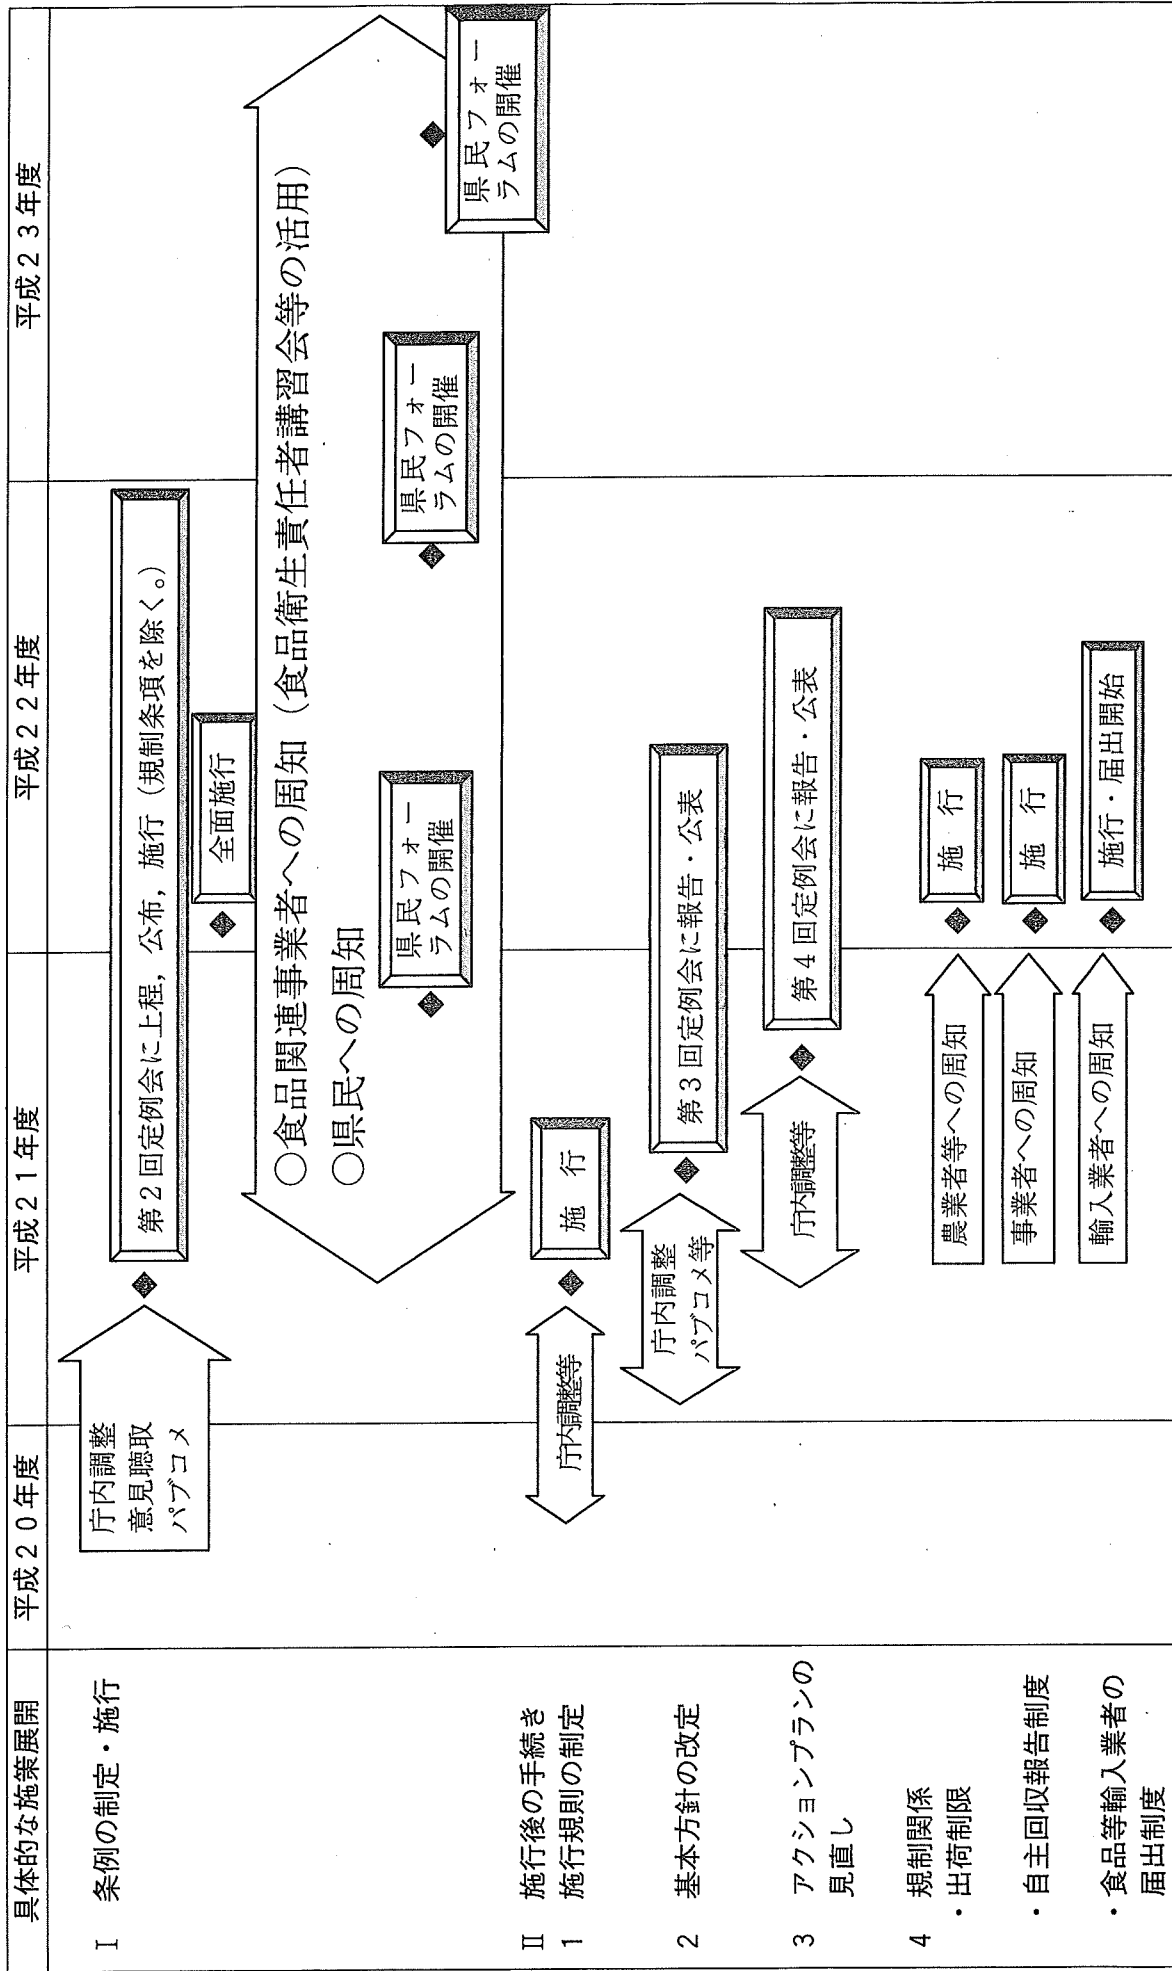 具体的な施策展開
平成20年度
平成21年度
平成22年度
平成23年度
Ⅰ 条例の制定・施行
庁内調整
意見聴取
パブコメ
第2回定例会に上程，公布，施行（規制条項を除く。）
全面施行
○食品関連事業者への周知（食品衛生責任者講習会等の活用）
○県民への周知
県民フォー
ラムの開催
県民フォー
ラムの開催
県民フォー
ラムの開催
Ⅱ 施行後の手続き
1 施行規則の制定
庁内調整等
施 行
2 基本方針の改定
庁内調整
パブコメ等
第3回定例会に報告・公表
3 アクションプランの
見直し
庁内調整等
第4回定例会に報告・公表
4 規制関係
・出荷制限
農業者等への周知
施 行
・自主回収報告制度
事業者への周知
施 行
・食品等輸入業者の
届出制度
輸入業者への周知
施行・届出開始